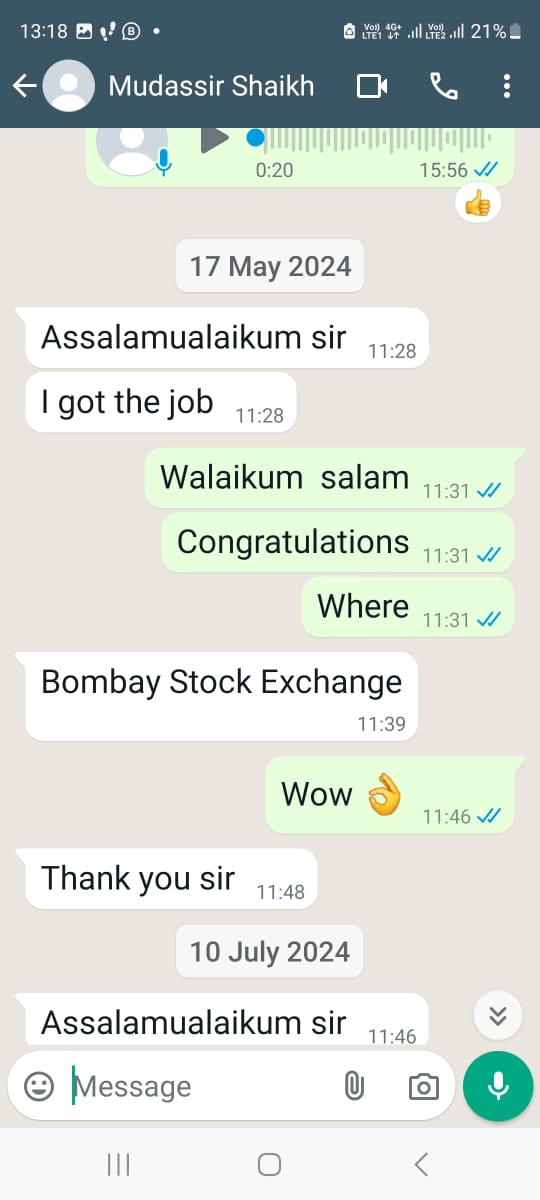 13:18
Vo)) LTE1 4G+ Vo)) LTE2 21%
Mudassir Shaikh
0:20 15:56
17 May 2024
Assalamualaikum sir 11:28
I got the job 11:28
Walaikum salam 11:31
Congratulations 11:31
Where 11:31
Bombay Stock Exchange
11:39
Wow 👌 11:46
Thank you sir 11:48
10 July 2024
Assalamualaikum sir 11:46
Message